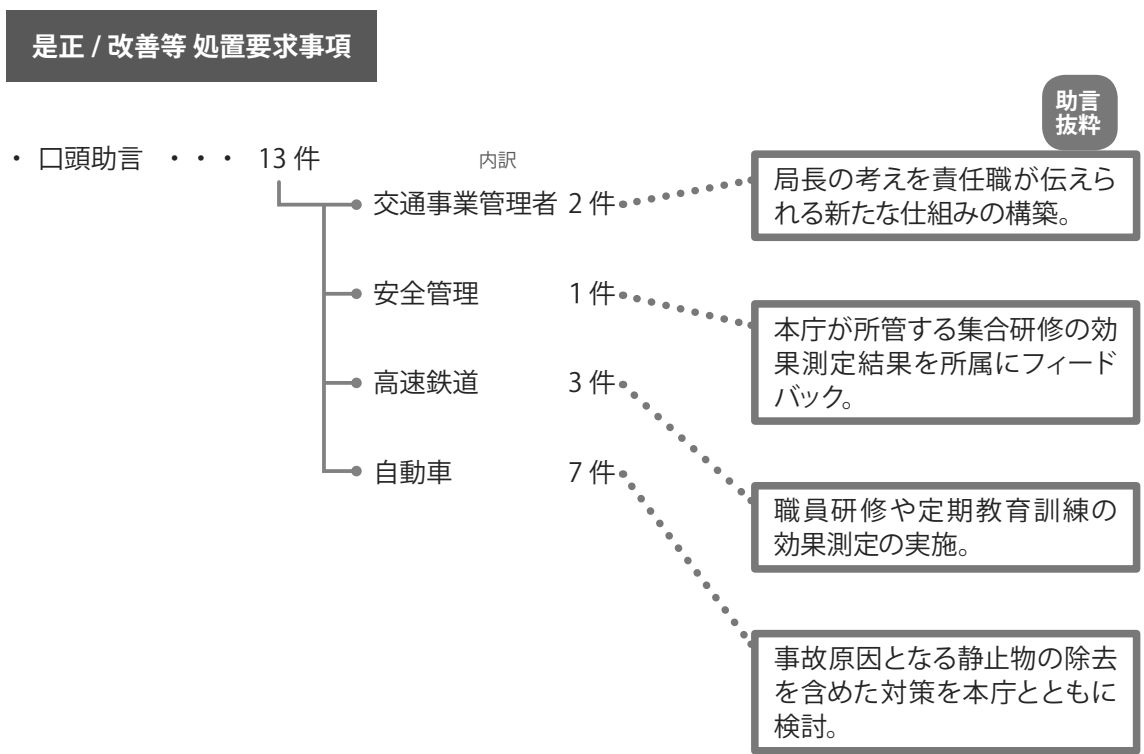 是正 / 改善等 処置要求事項
助言
抜粋
・ 口頭助言 ・・・ 13 件
内訳
交通事業管理者 2 件
局長の考えを責任職が伝えら
れる新たな仕組みの構築。
安全管理 1 件
本庁が所管する集合研修の効
果測定結果を所属にフィード
バック。
高速鉄道 3 件
職員研修や定期教育訓練の
効果測定の実施。
自動車 7 件
事故原因となる静止物の除去
を含めた対策を本庁とともに
検討。